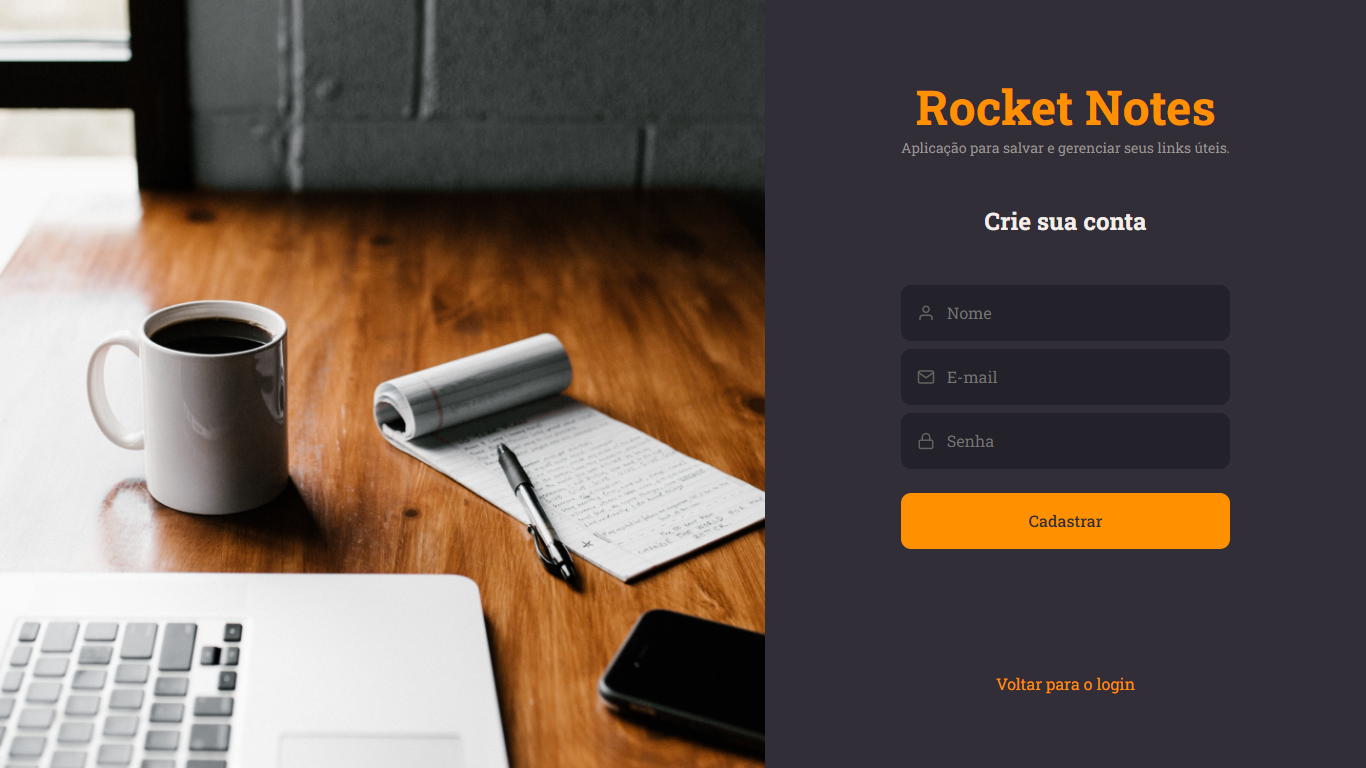 Rocket Notes
Aplicação para salvar e gerenciar seus links úteis.
Crie sua conta
Nome
E-mail
Senha
Cadastrar
Voltar para o login